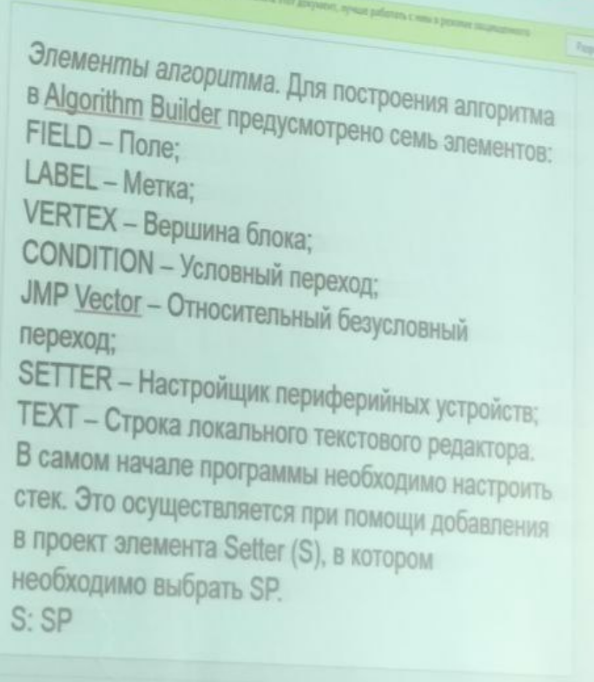 этот документ, лучше работать с ним в режиме защищенного
Элементы алгоритма. Для построения алгоритма
в Algorithm Builder предусмотрено семь элементов:
FIELD – Поле;
LABEL – Метка;
VERTEX – Вершина блока;
CONDITION – Условный переход;
JMP Vector – Относительный безусловный
переход;
SETTER – Настройщик периферийных устройств;
TEXT – Строка локального текстового редактора.
В самом начале программы необходимо настроить
стек. Это осуществляется при помощи добавления
в проект элемента Setter (S), в котором
необходимо выбрать SP.
S: SP